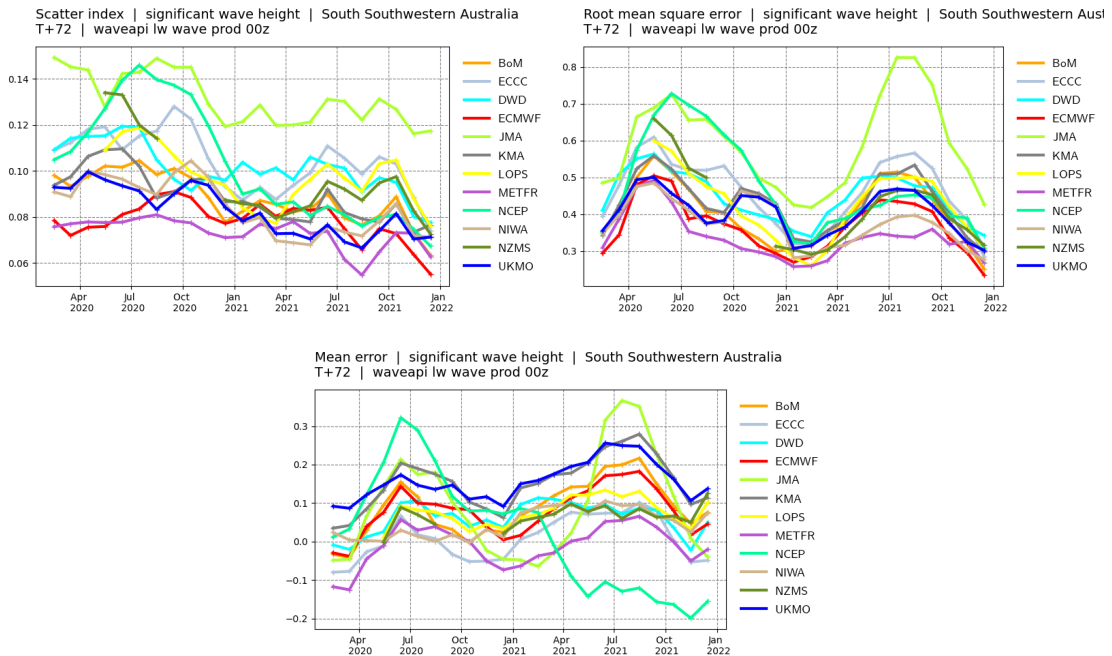 Scatter index | significant wave height | South Southwestern Australia
T+72 | waveapi lw wave prod 00z
0.14
0.12
0.10
0.08
0.06
Apr
2020
Jul
2020
Oct
2020
Jan
2021
Apr
2021
Jul
2021
Oct
2021
Jan
2022
BoM
ECCC
DWD
ECMWF
JMA
KMA
LOPS
METFR
NCEP
NIWA
NZMS
UKMO
Root mean square error | significant wave height | South Southwestern Aust
T+72 | waveapi lw wave prod 00z
0.8
0.7
0.6
0.5
0.4
0.3
Apr
2020
Jul
2020
Oct
2020
Jan
2021
Apr
2021
Jul
2021
Oct
2021
Jan
2022
BoM
ECCC
DWD
ECMWF
JMA
KMA
LOPS
METFR
NCEP
NIWA
NZMS
UKMO
Mean error | significant wave height | South Southwestern Australia
T+72 | waveapi lw wave prod 00z
0.3
0.2
0.1
0.0
−0.1
−0.2
Apr
2020
Jul
2020
Oct
2020
Jan
2021
Apr
2021
Jul
2021
Oct
2021
Jan
2022
BoM
ECCC
DWD
ECMWF
JMA
KMA
LOPS
METFR
NCEP
NIWA
NZMS
UKMO